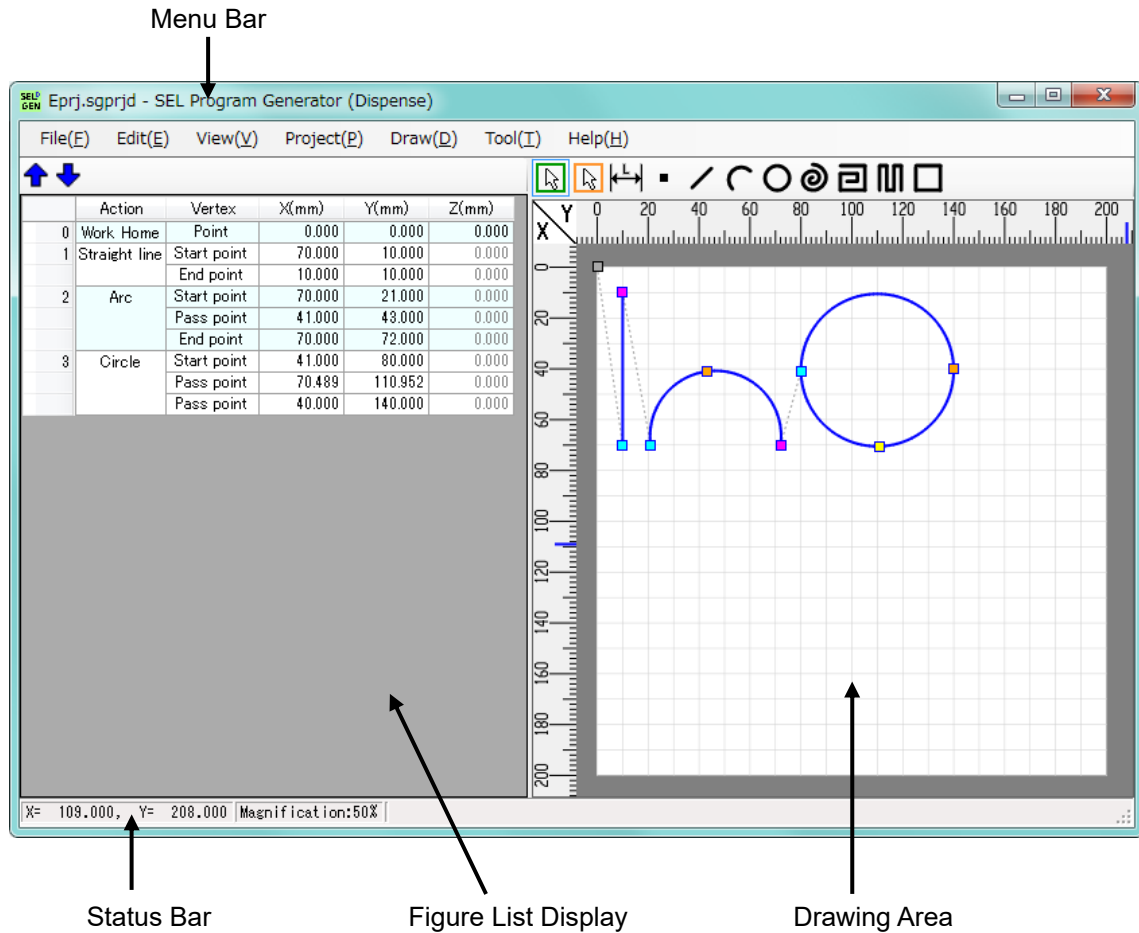 Menu Bar
SEL GEN Eprj.sgprjd - SEL Program Generator (Dispense)
File(F) Edit(E) View(V) Project(P) Draw(D) Tool(T) Help(H)
L
Action Vertex X(mm) Y(mm) Z(mm)
0 Work Home Point 0.000 0.000 0.000
1 Straight line Start point 70.000 10.000 0.000
End point 10.000 10.000 0.000
2 Arc Start point 70.000 21.000 0.000
Pass point 41.000 43.000 0.000
End point 70.000 72.000 0.000
3 Circle Start point 41.000 80.000 0.000
Pass point 70.489 110.952 0.000
Pass point 40.000 140.000 0.000
Y
X
0 20 40 60 80 100 120 140 160 180 200
0
20
40
60
80
100
120
140
160
180
200
X= 109.000, Y= 208.000 Magnification:50%
Status Bar Figure List Display Drawing Area